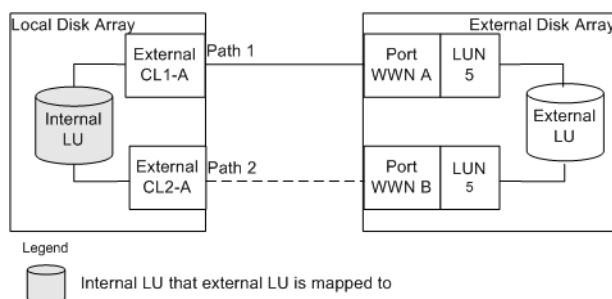 Local Disk Array
External Disk Array
External
CL1-A
Path 1
Port
WWN A
LUN
5
Internal
LU
External
LU
External
CL2-A
Path 2
Port
WWN B
LUN
5
Legend
Internal LU that external LU is mapped to